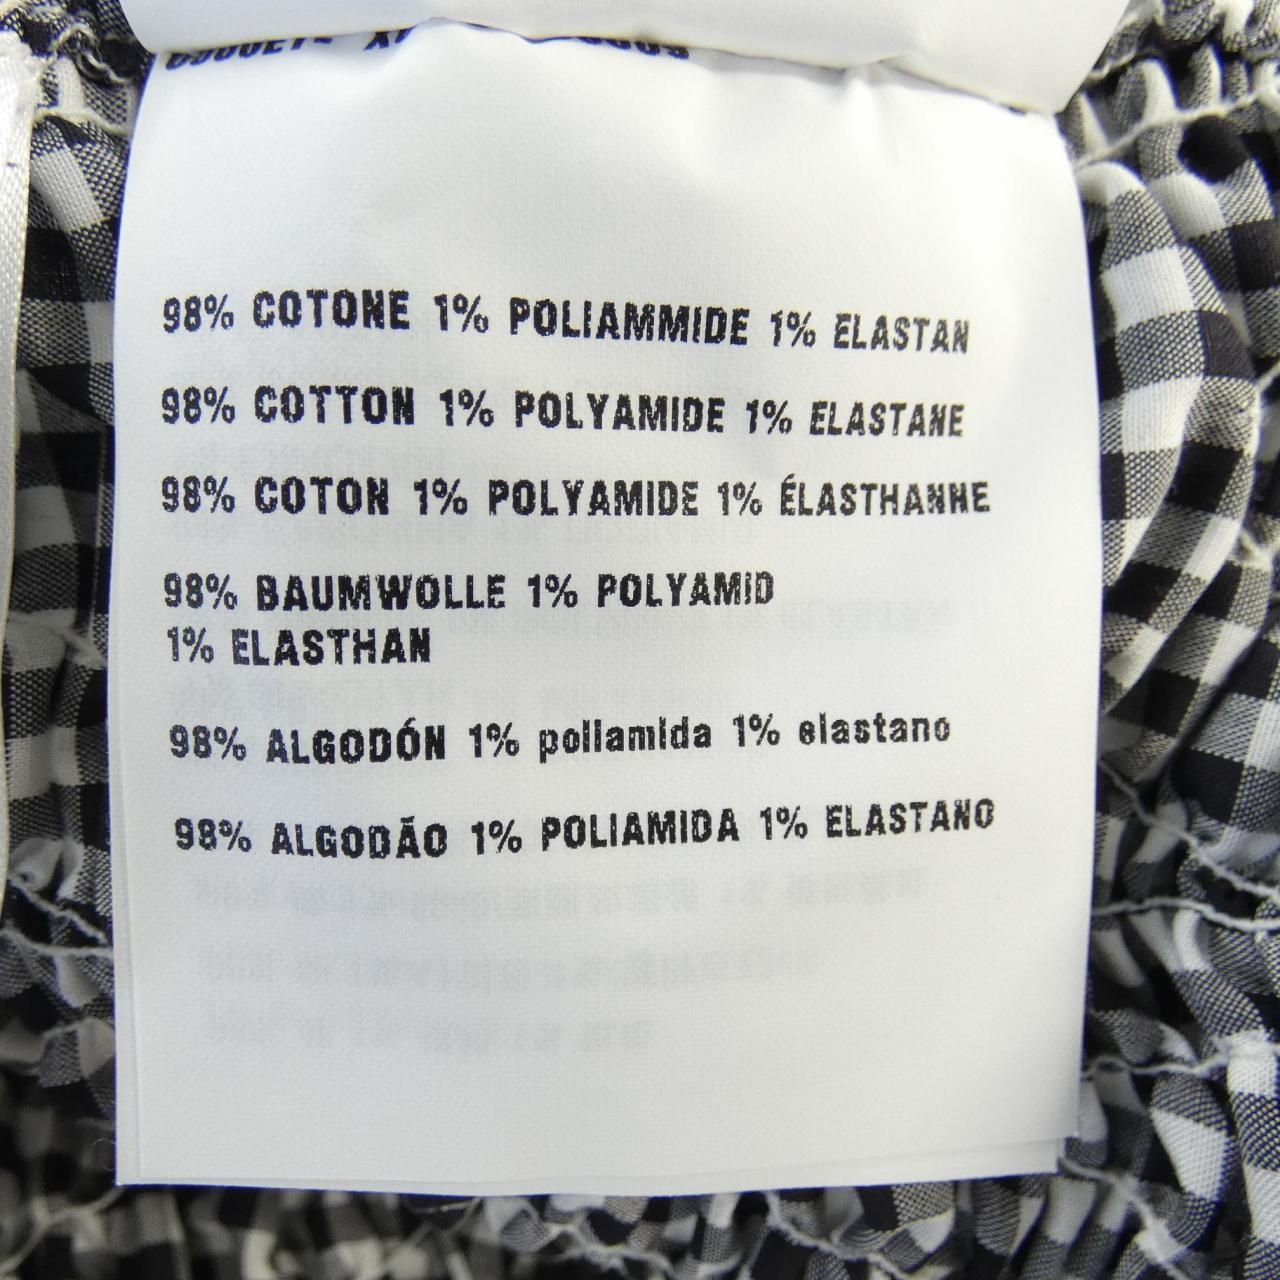 98% COTONE 1% POLIAMMIDE 1% ELASTAN
98% COTTON 1% POLYAMIDE 1% ELASTANE
98% COTON 1% POLYAMIDE 1% ÉLASTHANNE
98% BAUMWOLLE 1% POLYAMID
1% ELASTHAN
98% ALGODÓN 1% poliamida 1% elastano
98% ALGODÃO 1% POLIAMIDA 1% ELASTANO